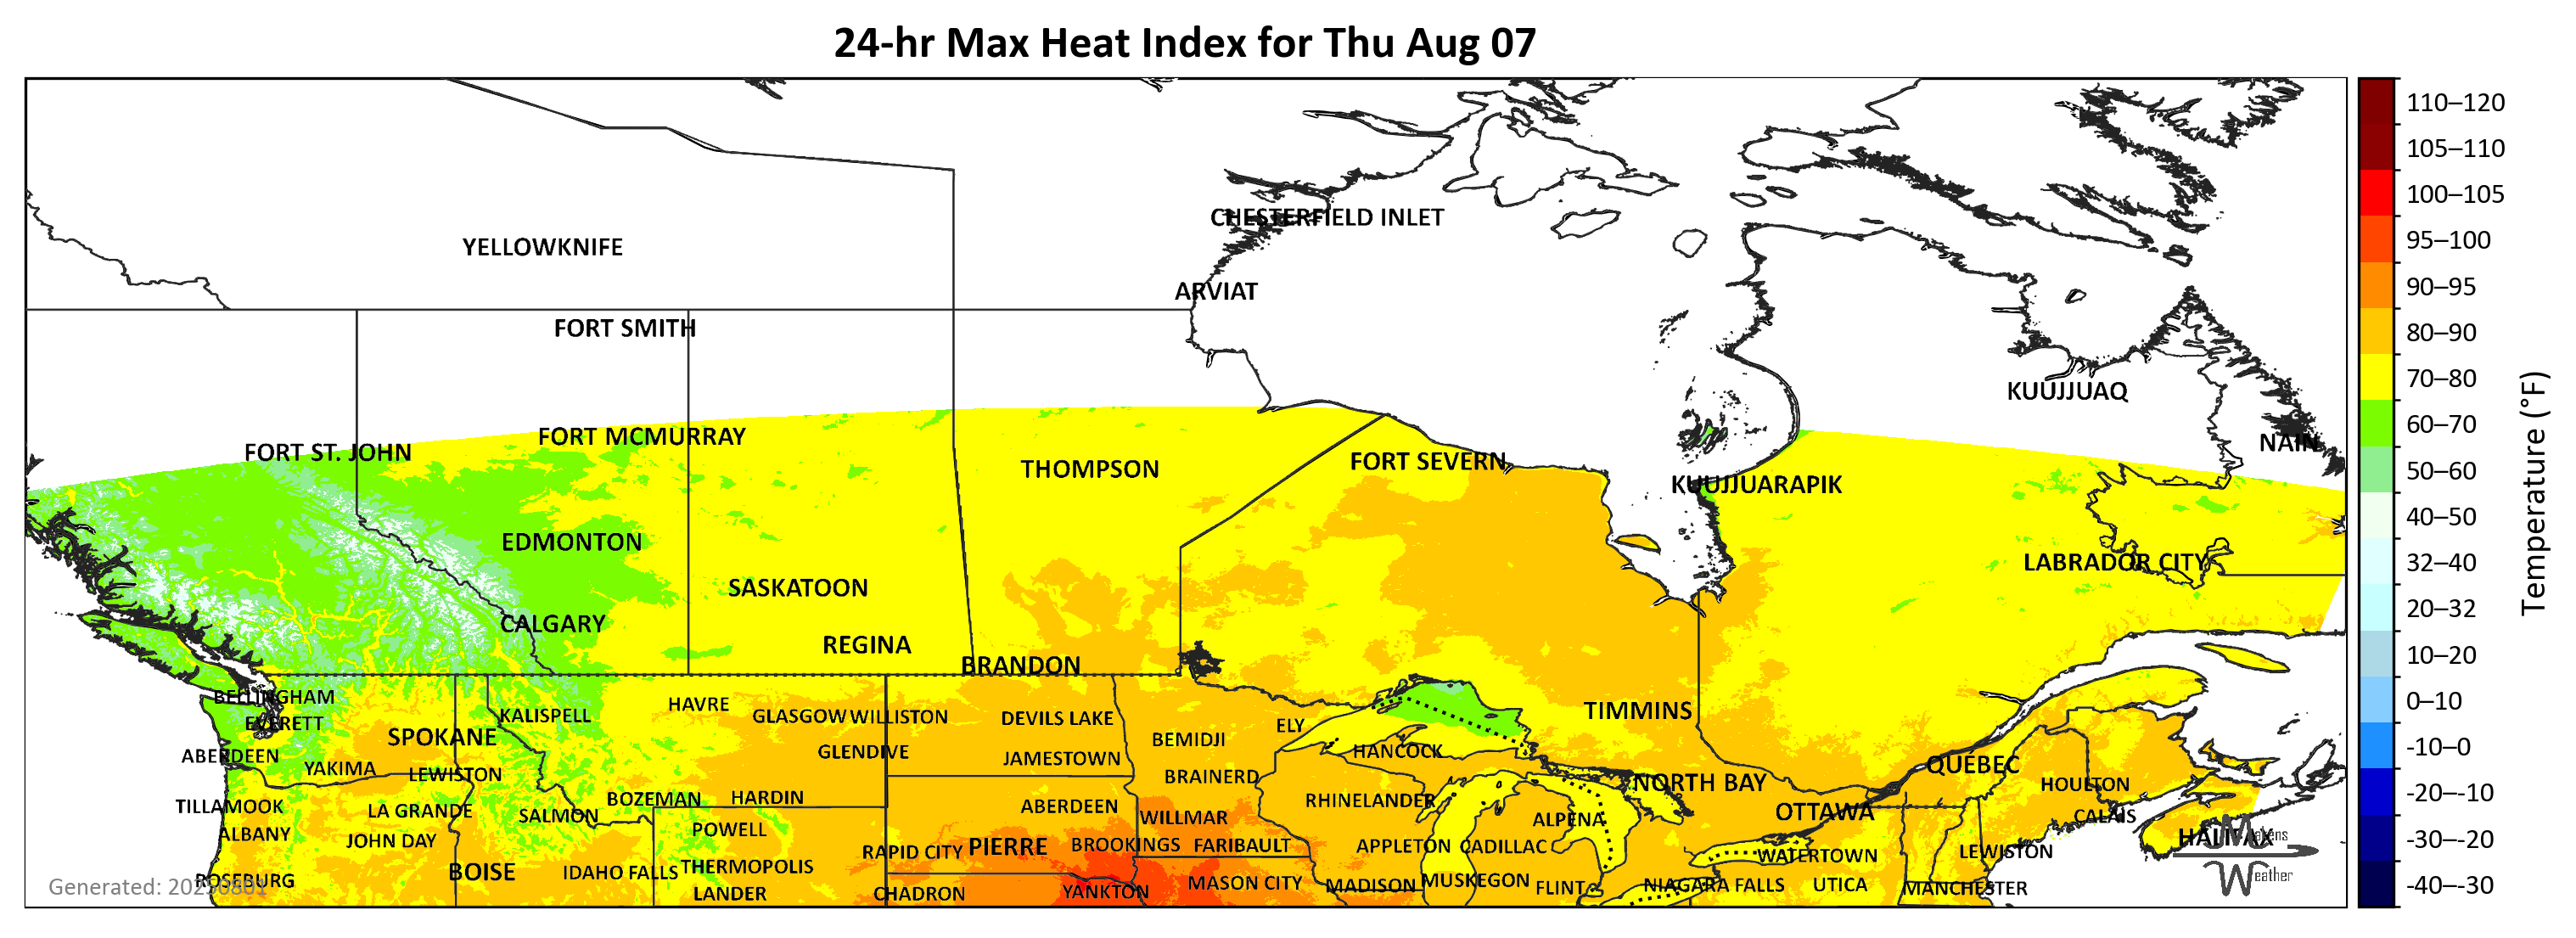 24-hr Max Heat Index for Thu Aug 07
CHESTERFIELD INLET
YELLOWKNIFE
ARVIAT
FORT SMITH
KUUJJUAQ
FORT MCMURRAY
NAIN
FORT ST. JOHN
THOMPSON
FORT SEVERN
KUUJJUARAPIK
EDMONTON
LABRADOR CITY
SASKATOON
CALGARY
REGINA
BRANDON
BELLINGHAM
HAVRE
KALISPELL
GLASGOW WILLISTON
DEVILS LAKE
TIMMINS
EVERETT
ELY
SPOKANE
BEMIDJI
ABERDEEN
GLENDIVE
JAMESTOWN
HANCOCK
QUÉBEC
YAKIMA
LEWISTON
BRAINERD
NORTH BAY
HOULTON
TILLAMOOK
LA GRANDE
SALMON
BOZEMAN
HARDIN
ABERDEEN
RHINELANDER
OTTAWA
CALAIS
WILLMAR
ALPENA
ALBANY
JOHN DAY
POWELL
HALIFAX
Makens
Weather
RAPID CITY
PIERRE
BROOKINGS
FARIBAULT
APPLETON
CADILLAC
WATERTOWN
LEWISTON
BOISE
IDAHO FALLS
THERMOPOLIS
ROSEBURG
Generated: 20250801
LANDER
CHADRON
YANKTON
MASON CITY
MADISON
MUSKEGON
FLINT
NIAGARA FALLS
UTICA
MANCHESTER
110–120
105–110
100–105
95–100
90–95
80–90
70–80
60–70
50–60
40–50
32–40
20–32
10–20
0–10
-10–0
-20–-10
-30–-20
-40–-30
Temperature (°F)